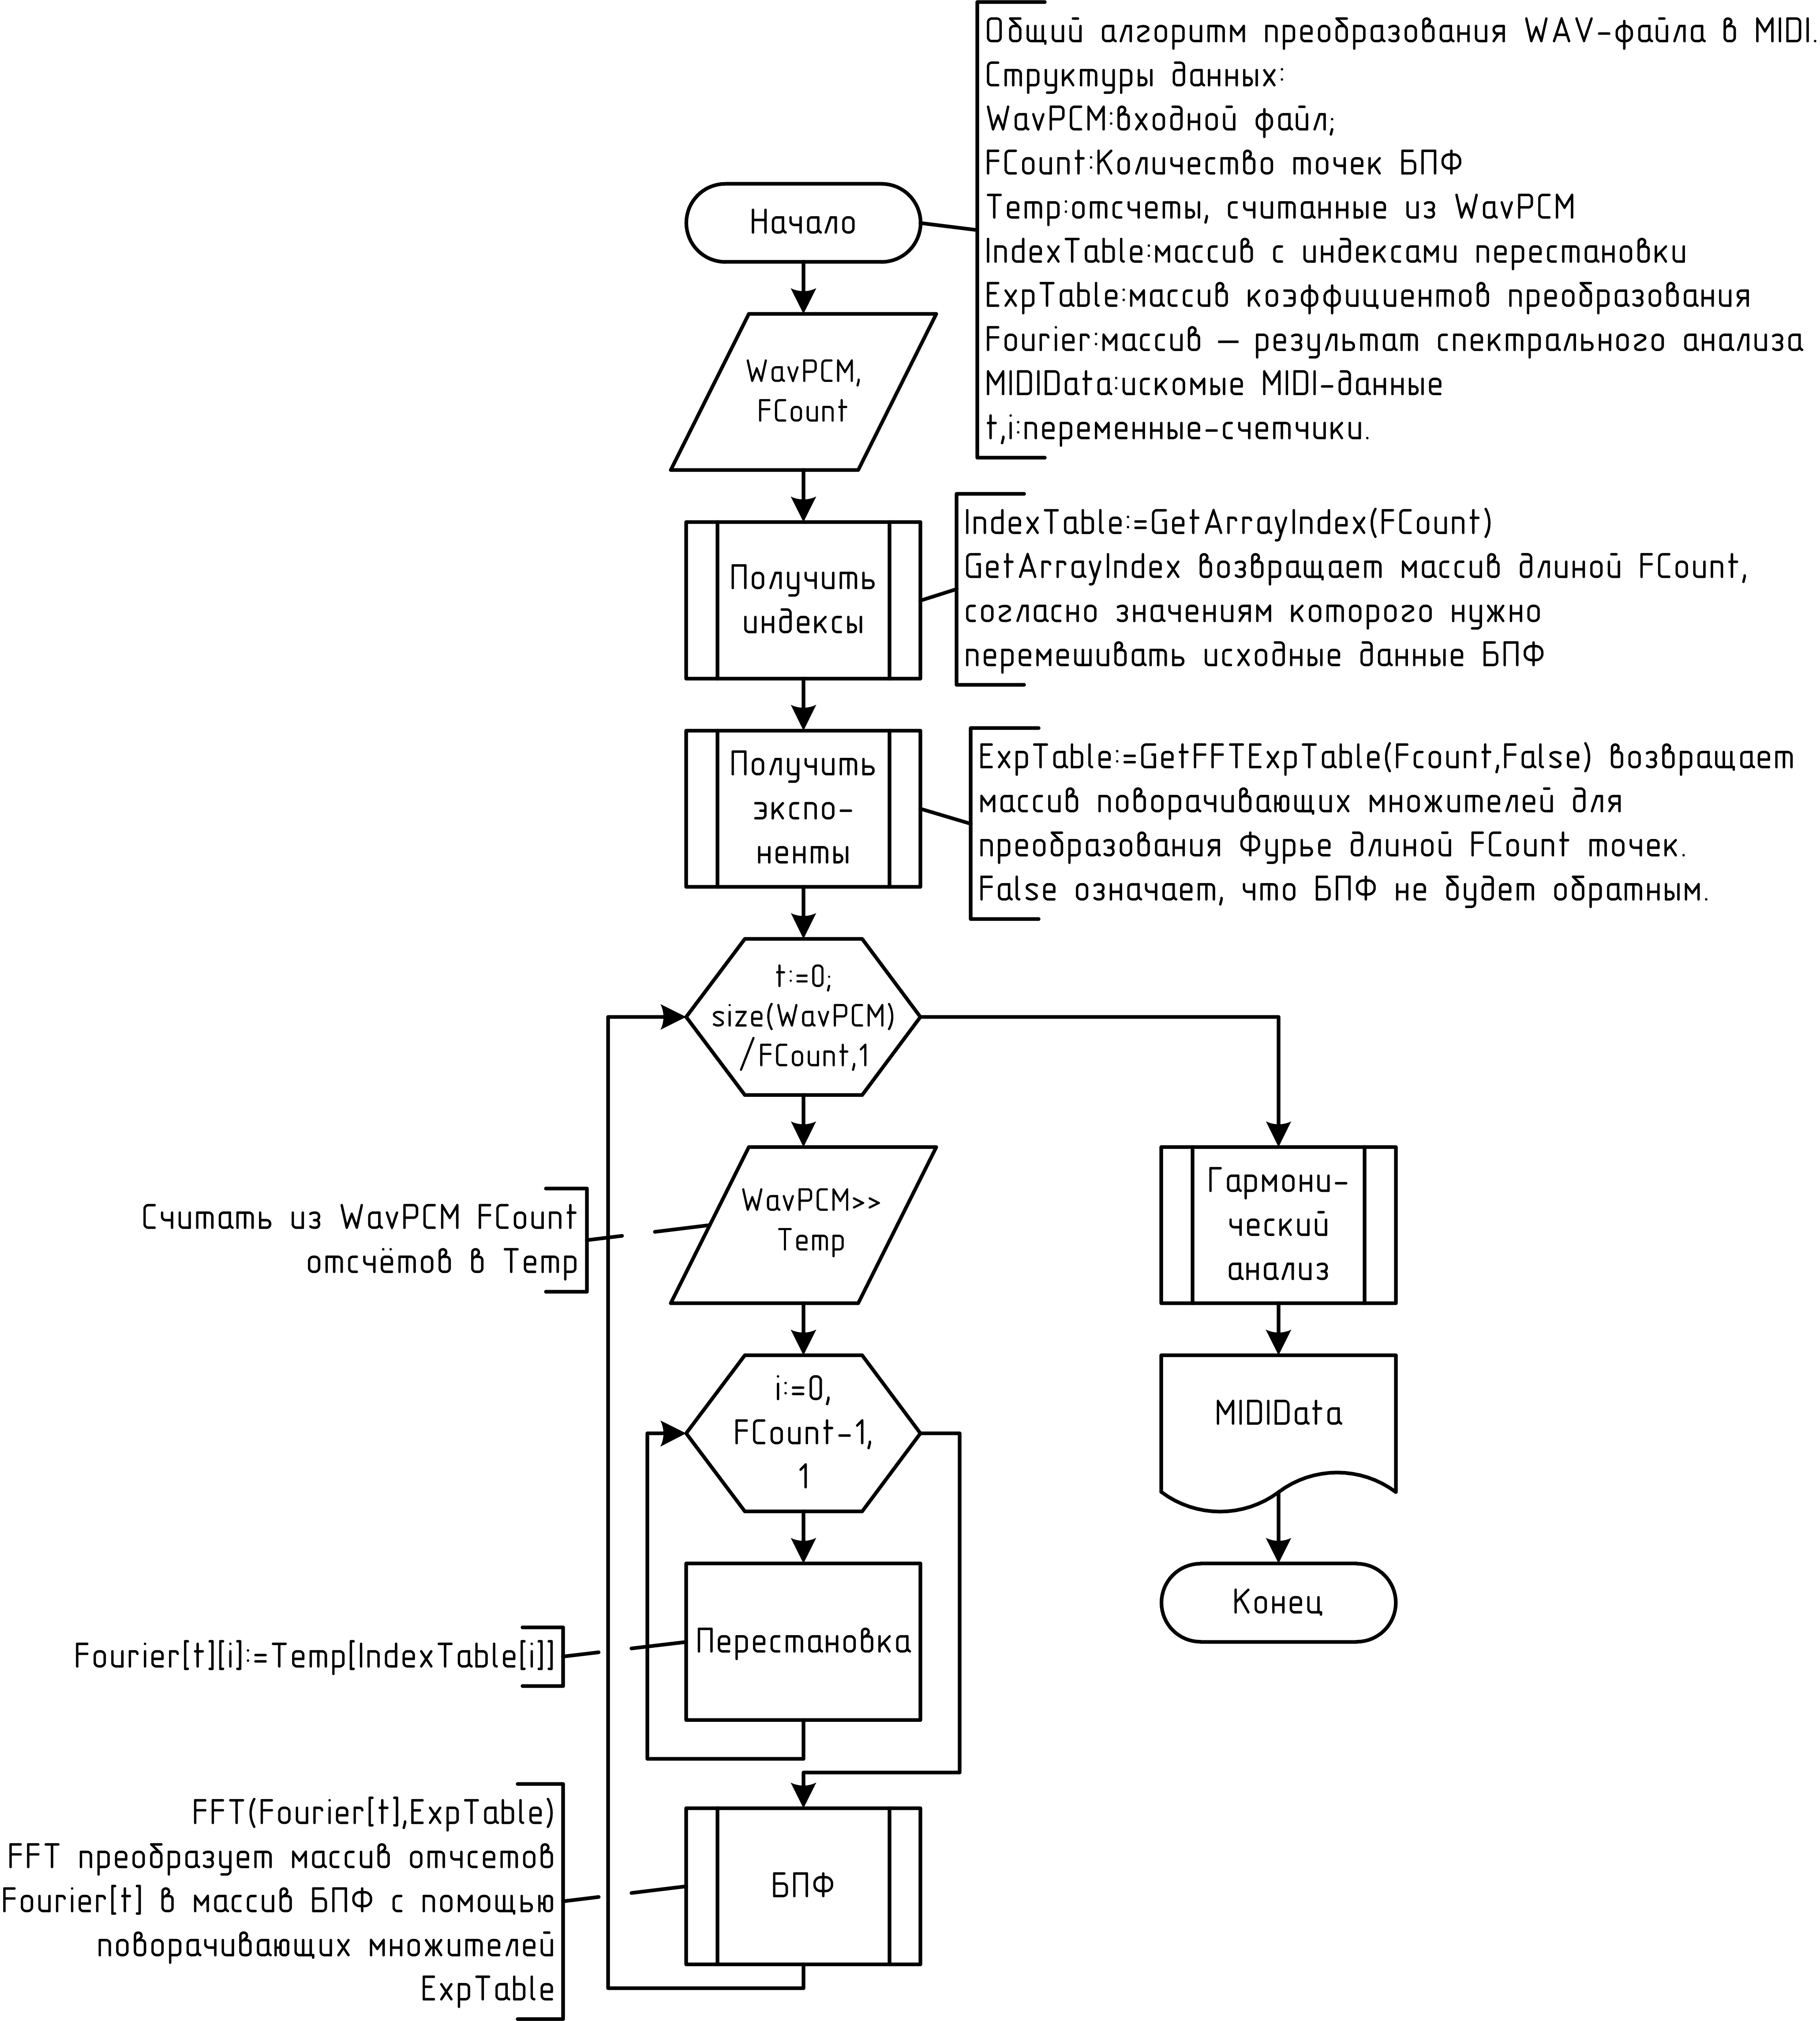 Общий алгоритм преобразования WAV-файла в MIDI.
Структуры данных:
WavPCM:входной файл;
FCount:Количество точек БПФ
Temp:отсчеты, считанные из WavPCM
IndexTable:массив с индексами перестановки
ExpTable:массив коэффициентов преобразования
Fourier:массив – результат спектрального анализа
MIDIData:искомые MIDI-данные
t,i:переменные-счетчики.
Начало
WavPCM,
FCount
Получить
индексы
IndexTable:=GetArrayIndex(FCount)
GetArrayIndex возвращает массив длиной FCount,
согласно значениям которого нужно
перемешивать исходные данные БПФ
Получить
экспо-
ненты
ExpTable:=GetFFTExpTable(Fcount,False) возвращает
массив поворачивающих множителей для
преобразования Фурье длиной FCount точек.
False означает, что БПФ не будет обратным.
t:=0;
size(WavPCM)
/FCount,1
Считать из WavPCM FCount
отсчётов в Temp
WavPCM>>
Temp
i:=0,
FCount-1,
1
Fourier[t][i]:=Temp[IndexTable[i]]
Перестановка
FFT(Fourier[t],ExpTable)
FFT преобразует массив отчсетов
Fourier[t] в массив БПФ с помощью
поворачивающих множителей
ExpTable
БПФ
Гармони-
ческий
анализ
MIDIData
Конец